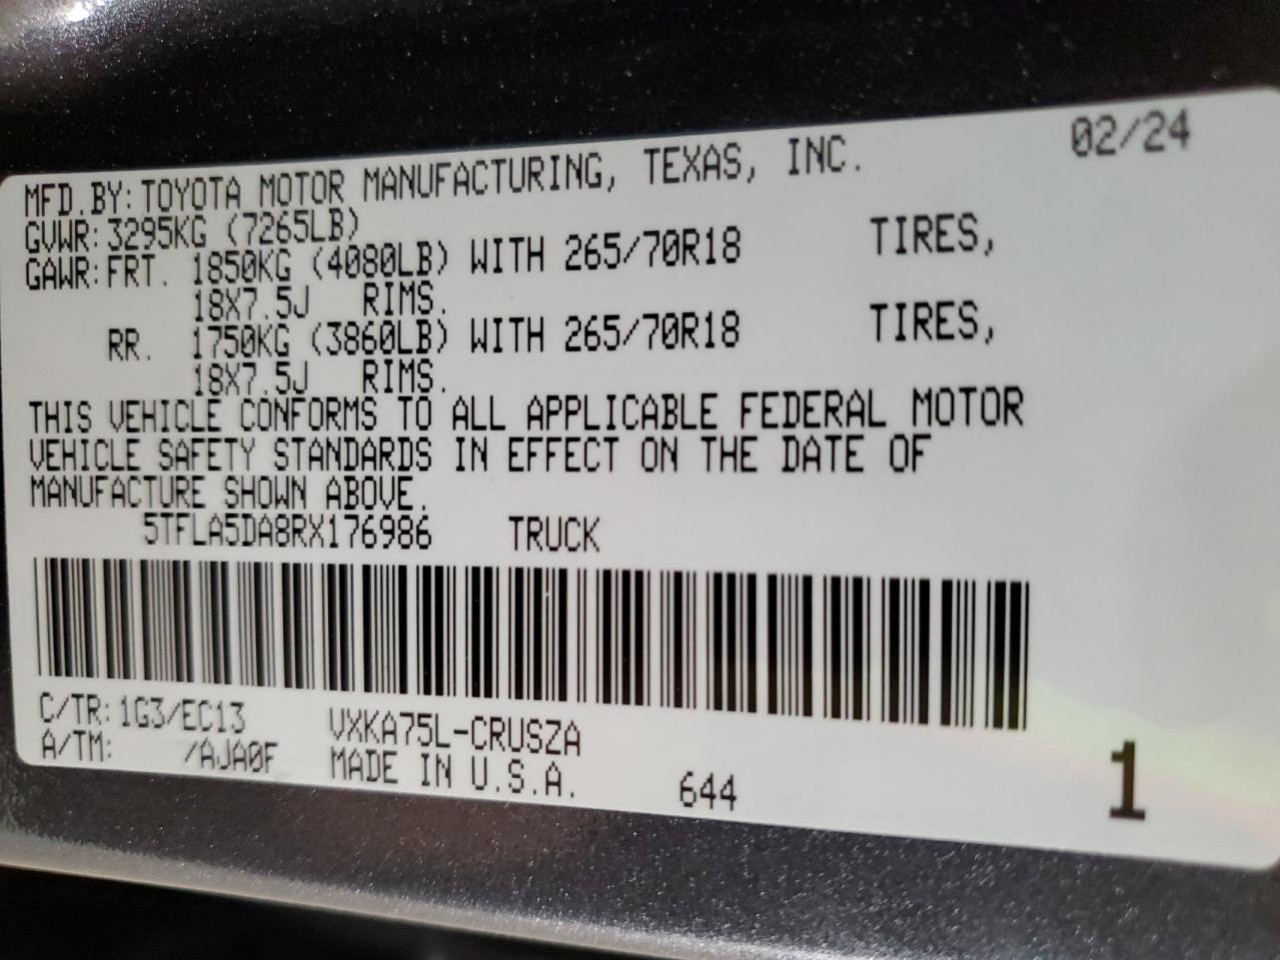 MFD.BY: TOYOTA MOTOR MANUFACTURING, TEXAS, INC. 02/24
GVWR: 3295KG (7265LB)
GAWR: FRT. 1850KG (4080LB) WITH 265/70R18 TIRES,
18X7.5J RIMS.
RR. 1750KG (3860LB) WITH 265/70R18 TIRES,
18X7.5J RIMS.
THIS VEHICLE CONFORMS TO ALL APPLICABLE FEDERAL MOTOR
VEHICLE SAFETY STANDARDS IN EFFECT ON THE DATE OF
MANUFACTURE SHOWN ABOVE.
5TFLA5DA8RX176986 TRUCK
C/TR: 1G3/EC13 VXKA75L-CRUSZA
A/TM: /AJA0F MADE IN U.S.A. 644 1